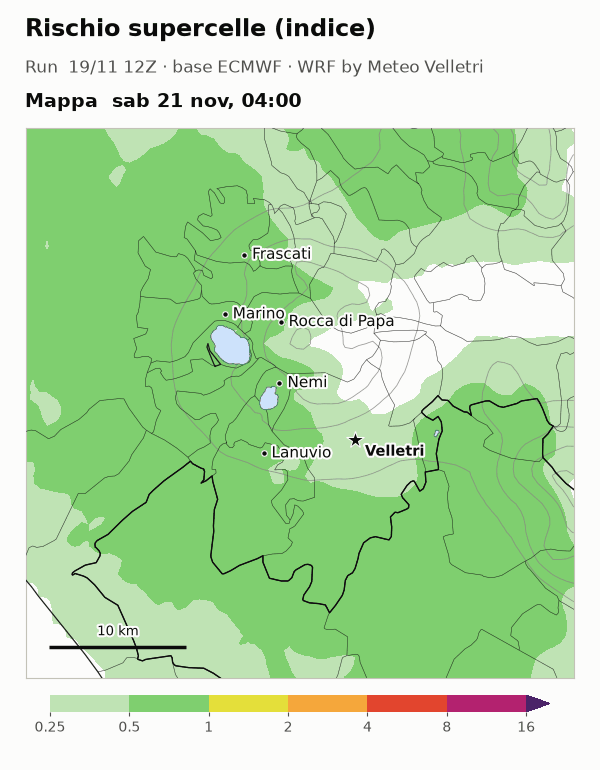 Rischio supercelle (indice)
Run  19/11 12Z · base ECMWF · WRF by Meteo Velletri
Mappa  sab 21 nov, 04:00
Frascati
Marino
Rocca di Papa
Nemi
Velletri
Lanuvio
10 km
0.25 0.5 1 2 4 8 16